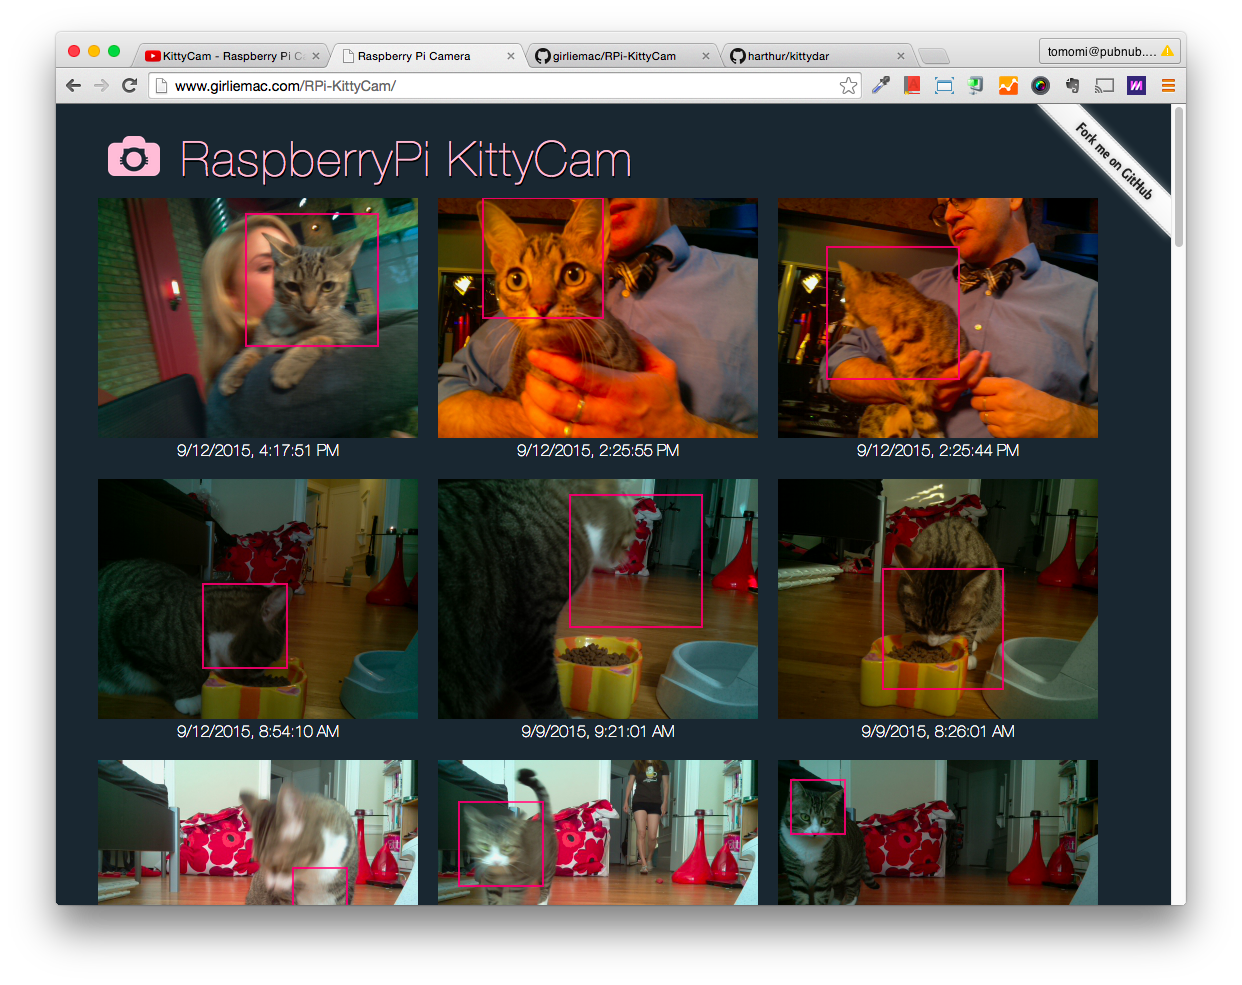 KittyCam - Raspberry Pi C
Raspberry Pi Camera
girliemac/RPi-KittyCam
harthur/kittydar
tomomi@pubnub....
www.girliemac.com/RPi-KittyCam/
Fork me on GitHub
RaspberryPi KittyCam
9/12/2015, 4:17:51 PM
9/12/2015, 2:25:55 PM
9/12/2015, 2:25:44 PM
9/12/2015, 8:54:10 AM
9/9/2015, 9:21:01 AM
9/9/2015, 8:26:01 AM